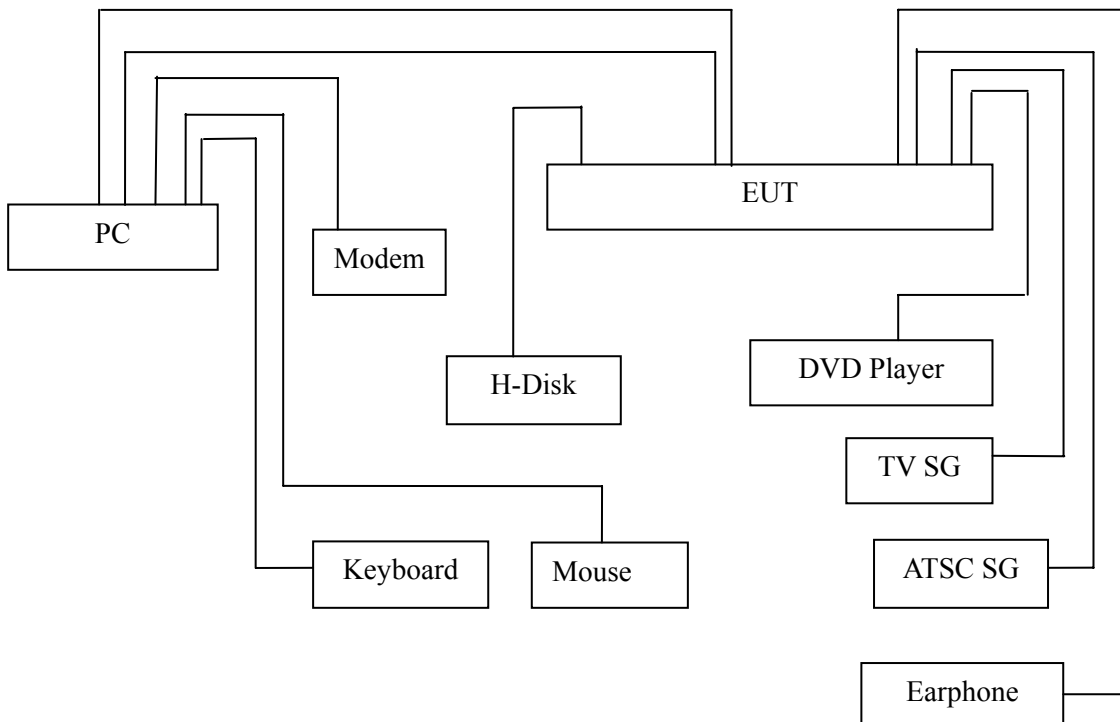 EUT
PC
Modem
DVD Player
H-Disk
TV SG
Keyboard
Mouse
ATSC SG
Earphone